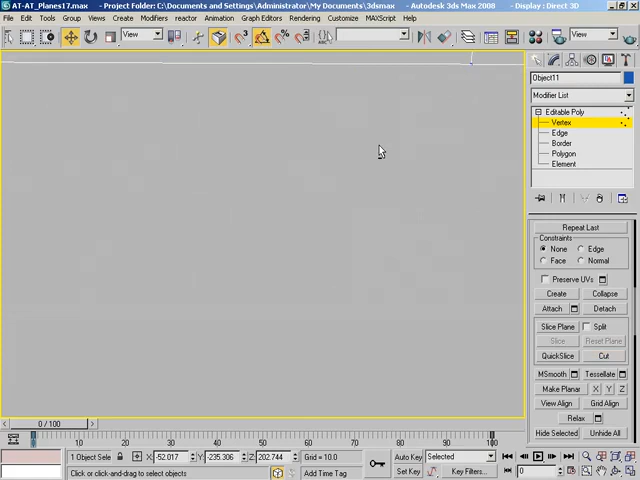 AT-AT_Planes17.max - Project Folder: C:\Documents and Settings\Administrator\My Documents\3dsmax - Autodesk 3ds Max 2008 - Display : Direct 3D
File Edit Tools Group Views Create Modifiers reactor Animation Graph Editors Rendering Customize MAXScript Help
View View
Object11
Modifier List
Editable Poly
Vertex
Edge
Border
Polygon
Element
Repeat Last
Constraints
None Edge
Face Normal
Preserve UVs
Create Collapse
Attach Detach
Slice Plane Split
Slice Reset Plane
QuickSlice Cut
MSmooth Tessellate
Make Planar X Y Z
View Align Grid Align
Relax
Hide Selected Unhide All
0 / 100
0 10 20 30 40 50 60 70 80 90 100
1 Object Sele X: -52.017 Y: -235.306 Z: 202.744 Grid = 10.0 Auto Key Selected
Click or click-and-drag to select objects Add Time Tag Set Key Key Filters... 0